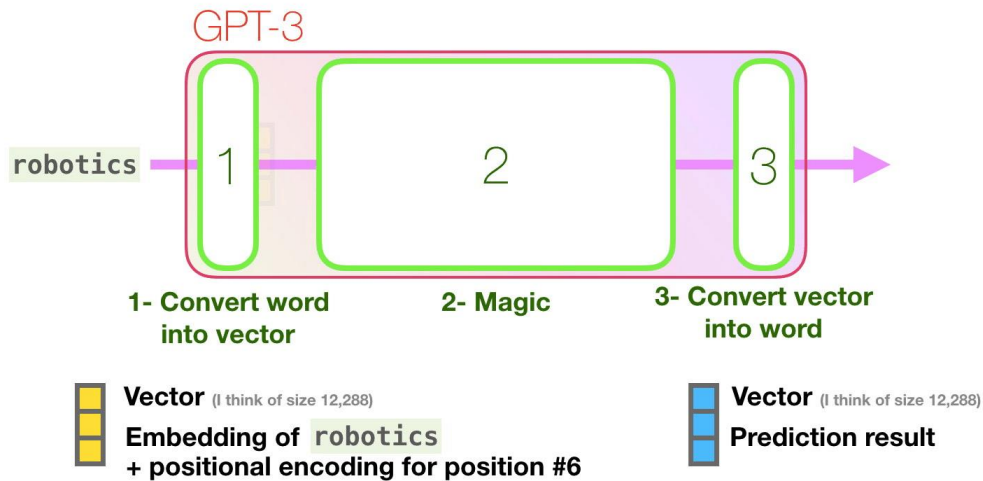 GPT-3
robotics
1
2
3
1- Convert word
into vector
2- Magic
3- Convert vector
into word
Vector (I think of size 12,288)
Embedding of robotics
+ positional encoding for position #6
Vector (I think of size 12,288)
Prediction result